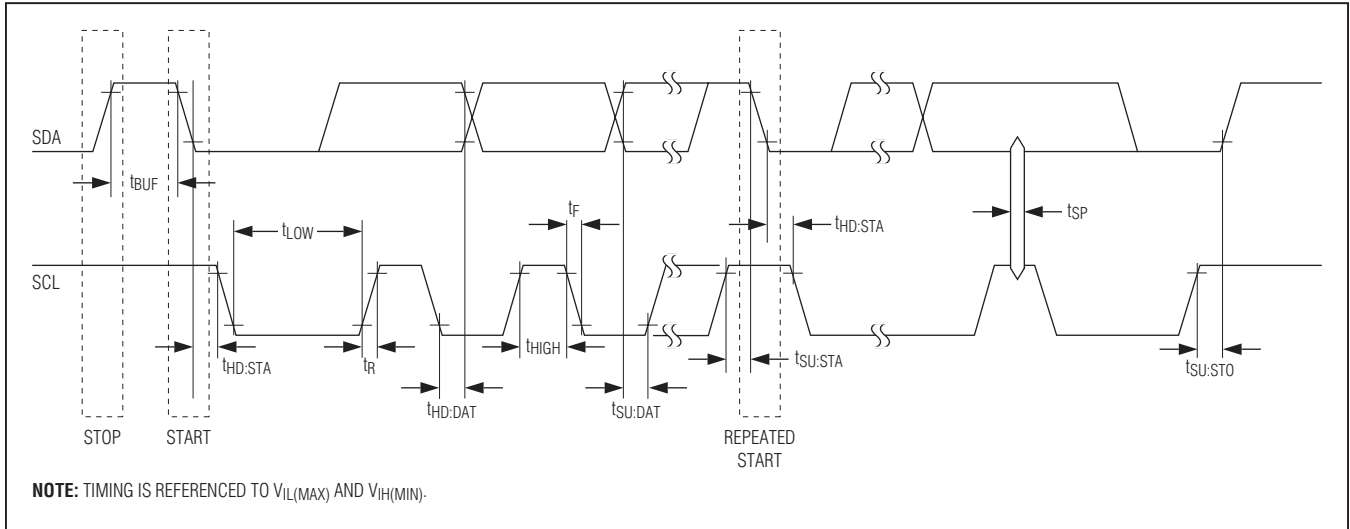 SDA
tBUF
tF
tSP
tLOW
tHD:STA
SCL
tHD:STA
tR
tHIGH
tSU:STA
tSU:STO
tHD:DAT
tSU:DAT
STOP
START
REPEATED
START
NOTE: TIMING IS REFERENCED TO VIL(MAX) AND VIH(MIN).